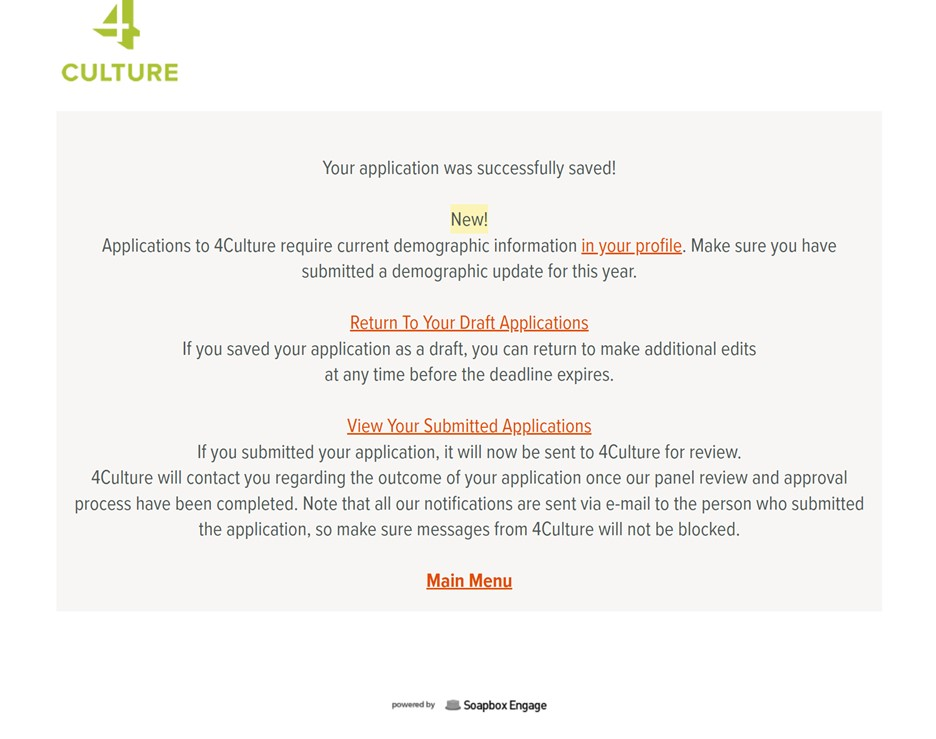 4
CULTURE
Your application was successfully saved!
New!
Applications to 4Culture require current demographic information in your profile. Make sure you have
submitted a demographic update for this year.
Return To Your Draft Applications
If you saved your application as a draft, you can return to make additional edits
at any time before the deadline expires.
View Your Submitted Applications
If you submitted your application, it will now be sent to 4Culture for review.
4Culture will contact you regarding the outcome of your application once our panel review and approval
process have been completed. Note that all our notifications are sent via e-mail to the person who submitted
the application, so make sure messages from 4Culture will not be blocked.
Main Menu
powered by Soapbox Engage